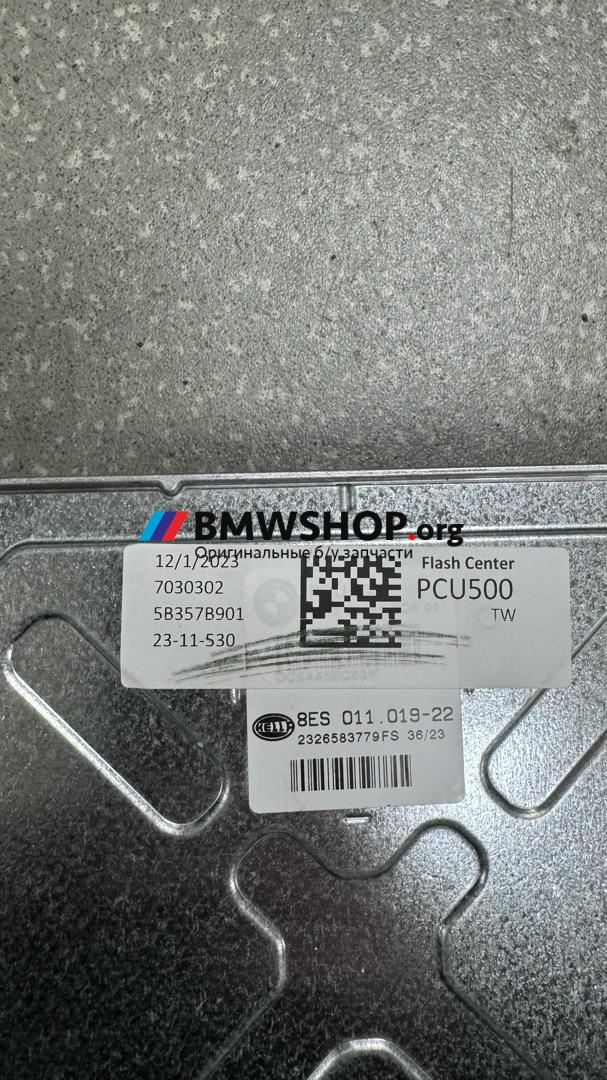 BMWSHOP.org
Оригинальные б/у запчасти
12/1/2023
Flash Center
7030302
PCU500
5B357B901
TW
23-11-530
HELLA
8ES 011.019-22
2326583779FS 36/23